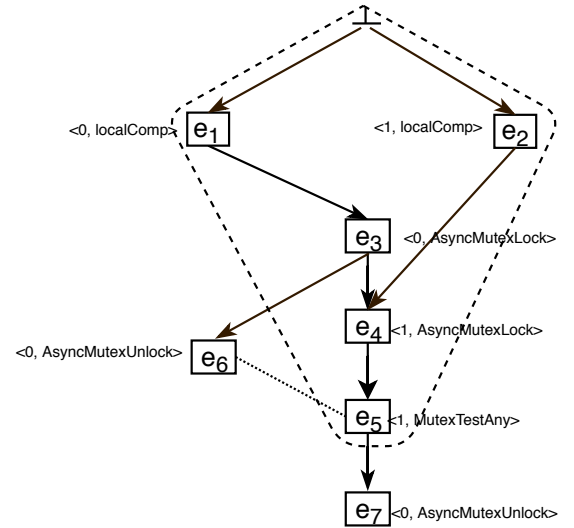 ⊥
<0, localComp> e1
<1, localComp> e2
e3 <0, AsyncMutexLock>
e4 <1, AsyncMutexLock>
<0, AsyncMutexUnlock> e6
e5 <1, MutexTestAny>
e7 <0, AsyncMutexUnlock>